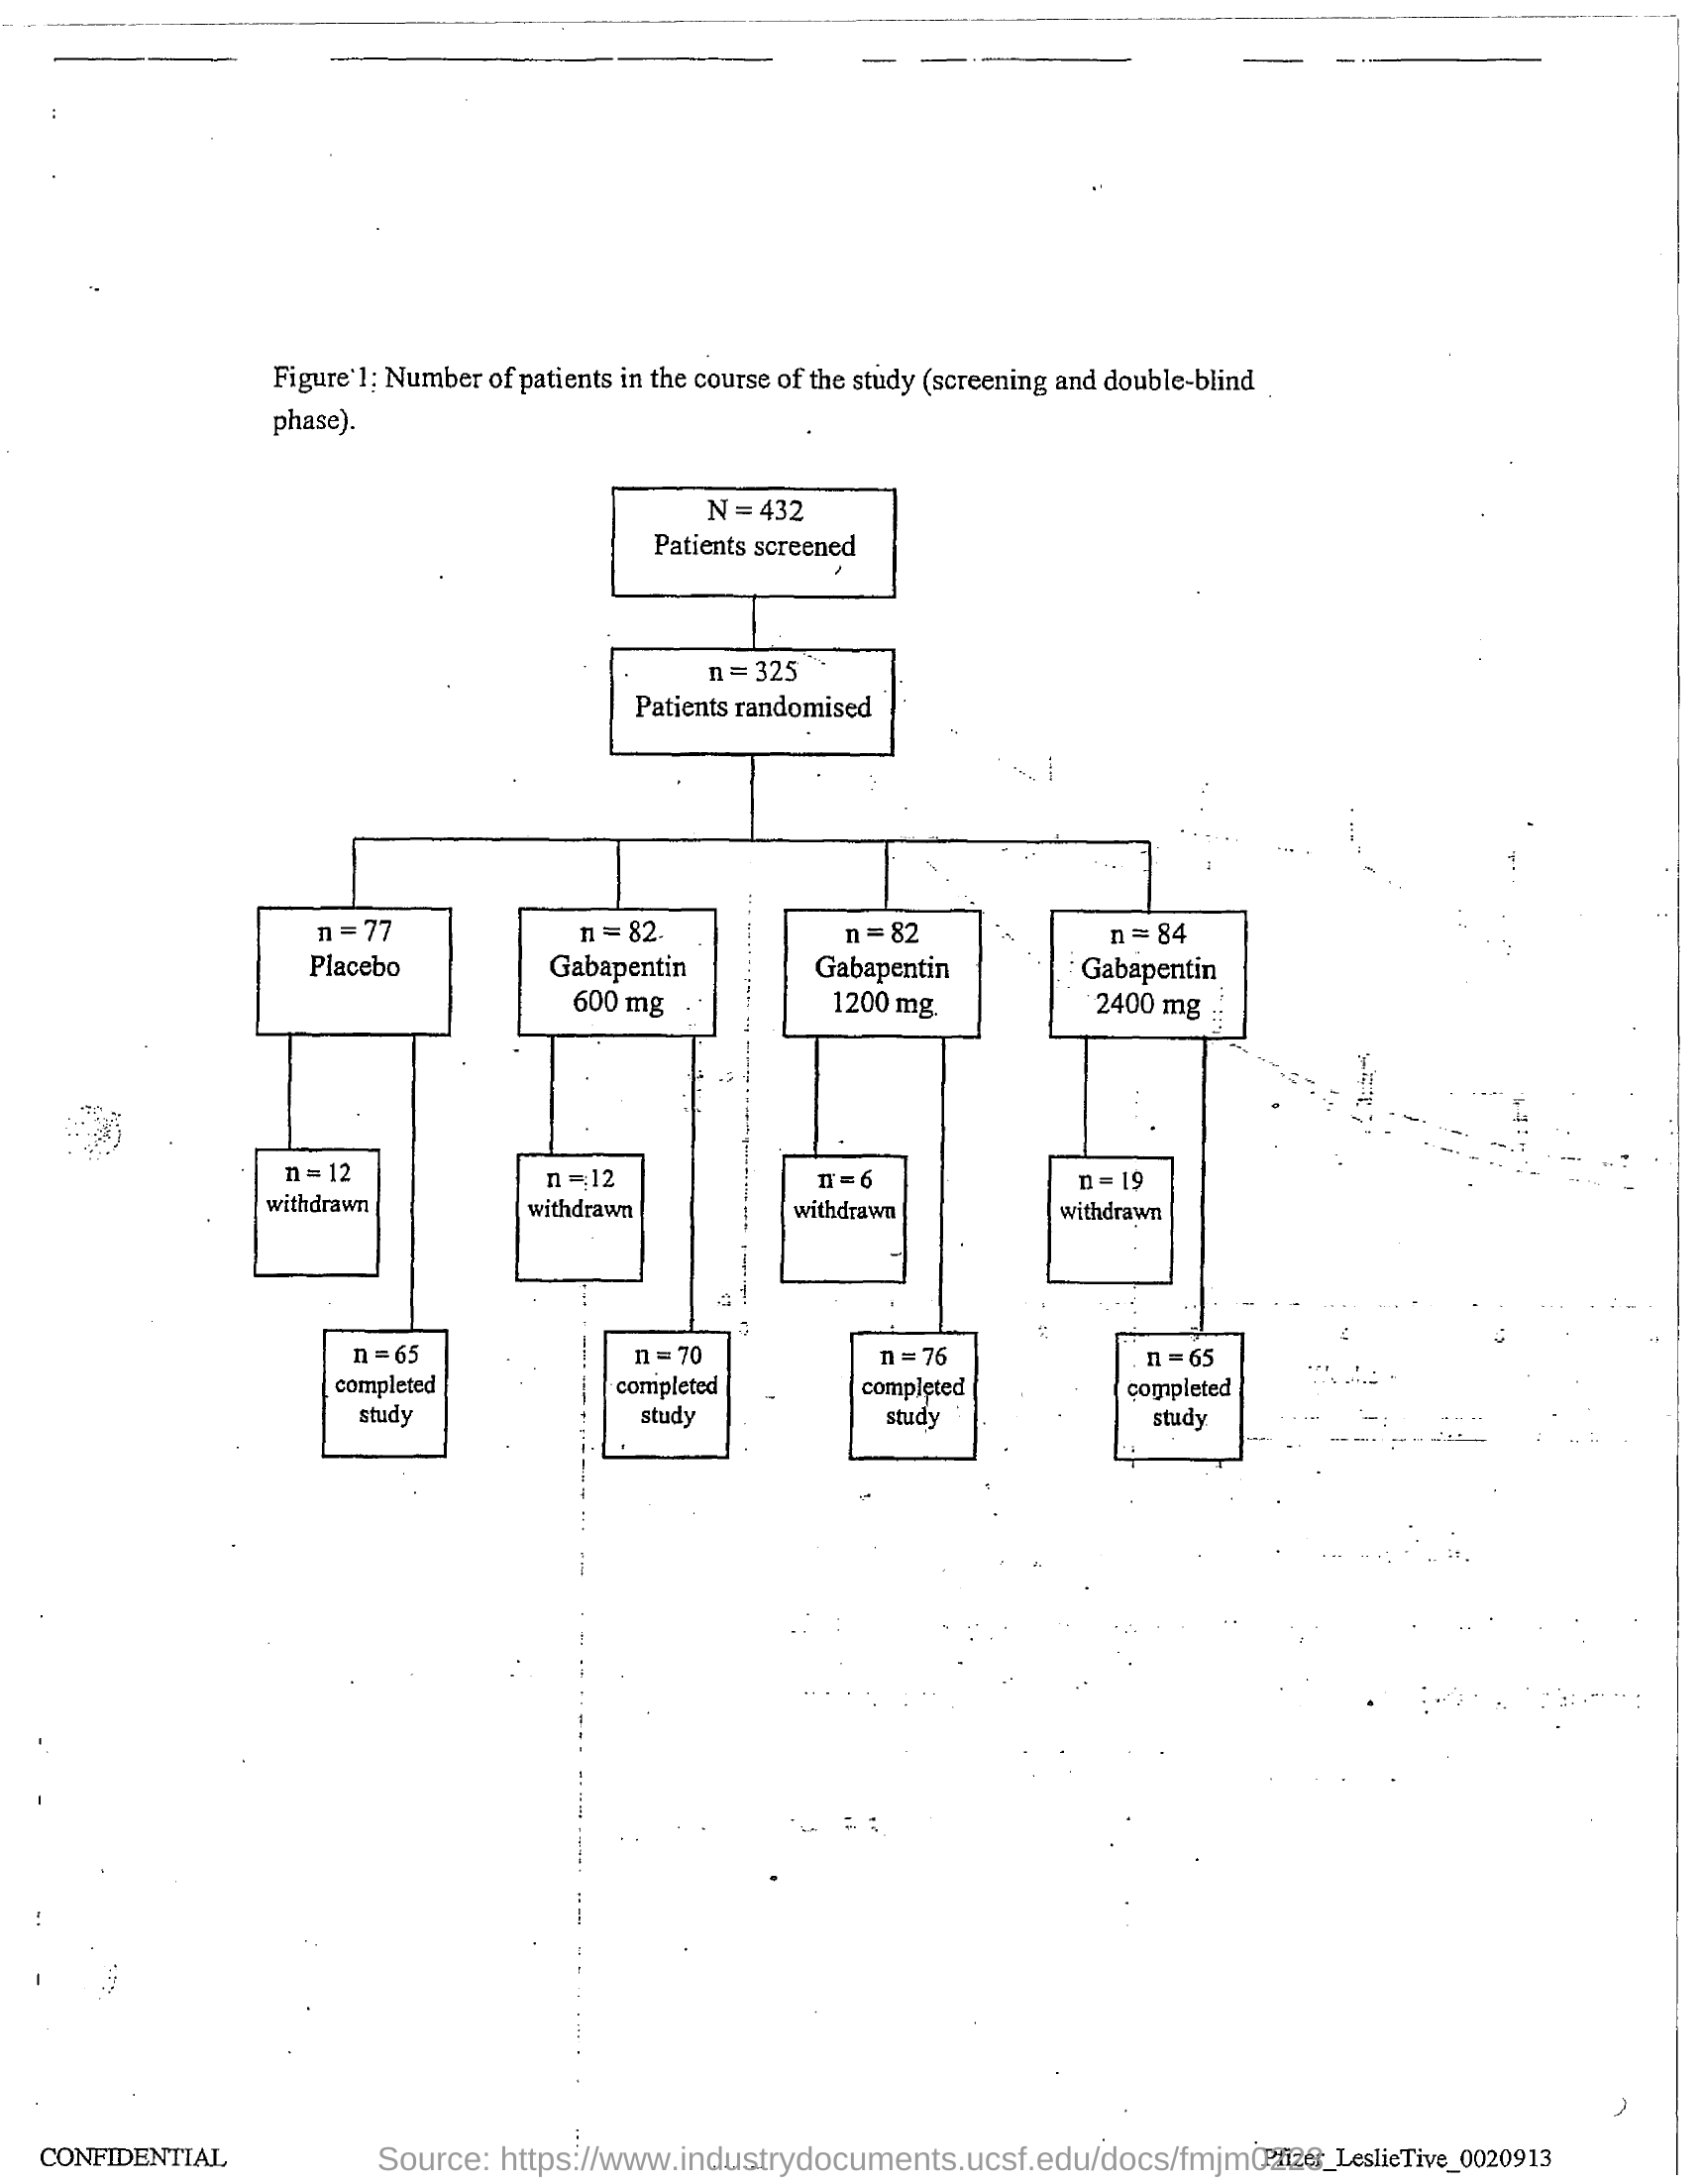 Figure 1: Number of patients in the course of the study (screening and double-blind
phase).
N = 432
Patients screened
n = 325
Patients randomised
n = 77
Placebo
n = 82
Gabapentin
600 mg
n = 82
Gabapentin
1200 mg
n = 84
Gabapentin
2400 mg
n = 12
withdrawn
n = 12
withdrawn
n = 6
withdrawn
n = 19
withdrawn
n = 65
completed
study
n = 70
completed
study
n = 76
completed
study
n = 65
completed
study
CONFIDENTIAL
Pfizer_LeslieTive_0020913
Source: https://www.industrydocuments.ucsf.edu/docs/fmjm0223